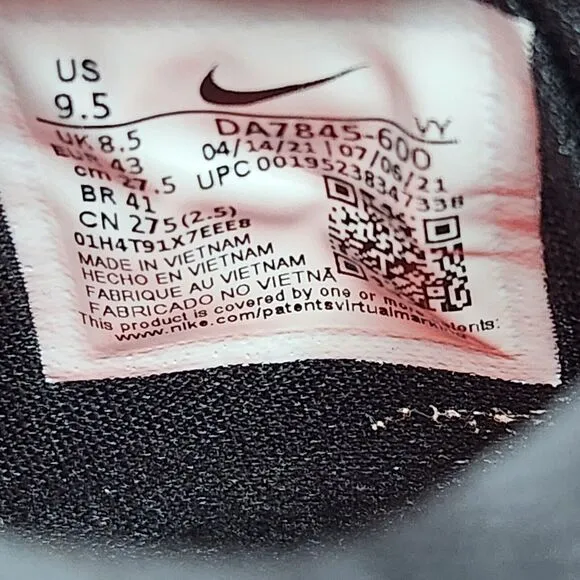 US
9.5
VY
UK 8.5
DA7845-600
EUR 43
04/14/21 | 07/06/21
cm 27.5
UPC 00195238347338
BR 41
CN 275(2.5)
01H4T91X7EEE8
MADE IN VIETNAM
HECHO EN VIETNAM
FABRIQUE AU VIETNAM
FABRICADO NO VIETNÃ
This product is covered by one or more
www.nike.com/patents